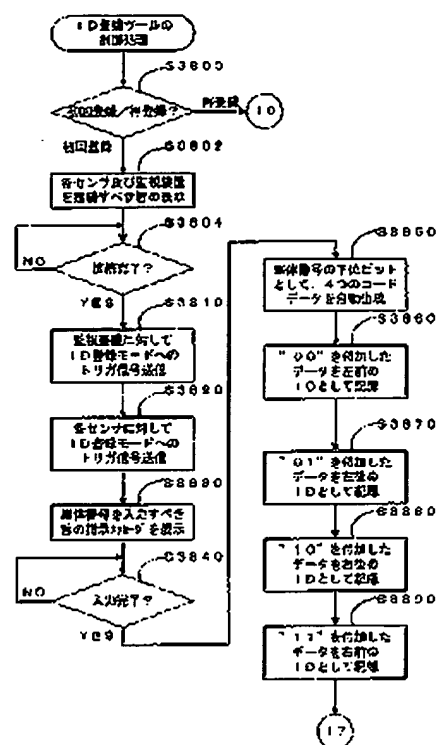 ID登録ツールの
制御処理
S3800
初回登録／再登録？
再登録
10
初回登録
S3802
各センサ及び監視装置
を接続すべき旨の表示
S3804
接続完了？
NO
YES
S3810
監視装置に対して
ID登録モードへの
トリガ信号送信
S3820
各センサに対して
ID登録モードへの
トリガ信号送信
S3830
車体番号を入力すべき
旨の指示メッセージを表示
S3840
入力完了？
NO
YES
S3850
車体番号の下位ビット
として、4つのコード
データを自動生成
S3860
"００"を付加した
データを左前の
IDとして記憶
S3870
"０１"を付加した
データを左後の
IDとして記憶
S3880
"１０"を付加した
データを右後の
IDとして記憶
S3890
"１１"を付加した
データを右前の
IDとして記憶
17